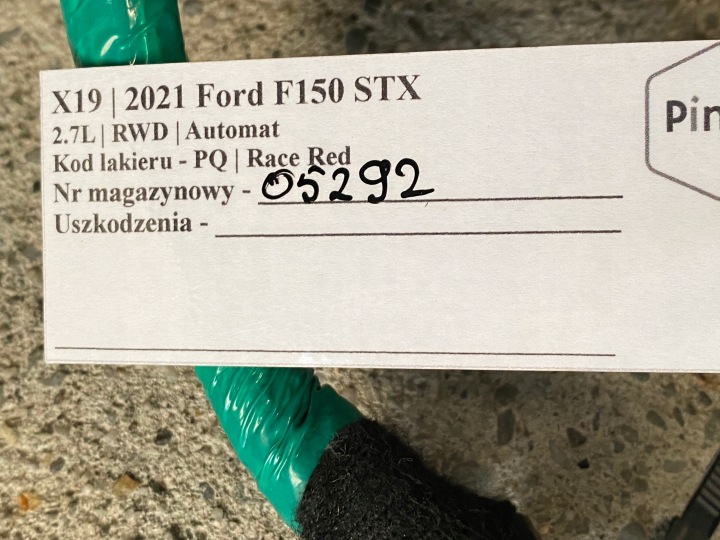 X19 | 2021 Ford F150 STX
2.7L | RWD | Automat
Kod lakieru - PQ | Race Red
Nr magazynowy - 05292
Uszkodzenia -
Pin